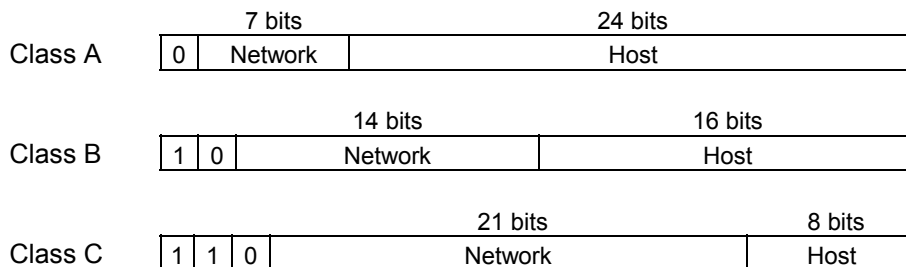 7 bits 24 bits
Class A 0 Network Host
14 bits 16 bits
Class B 1 0 Network Host
21 bits 8 bits
Class C 1 1 0 Network Host